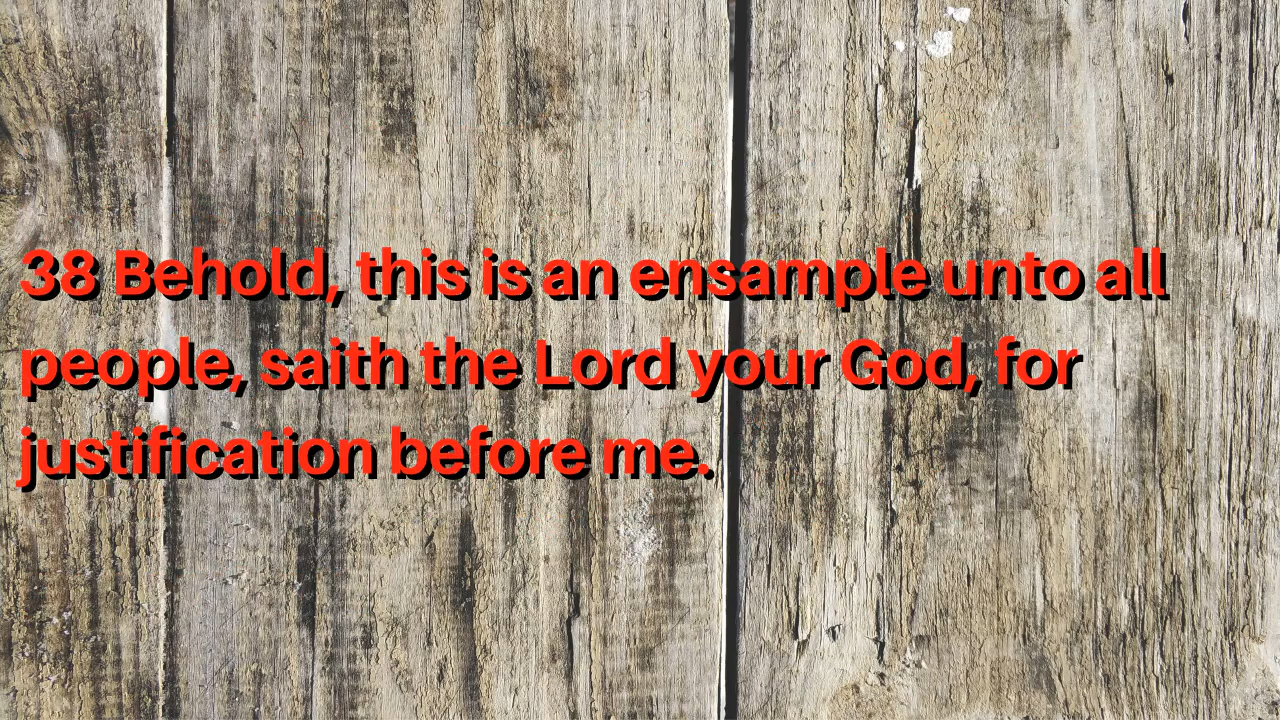 38 Behold, this is an ensample unto all
people, saith the Lord your God, for
justification before me.